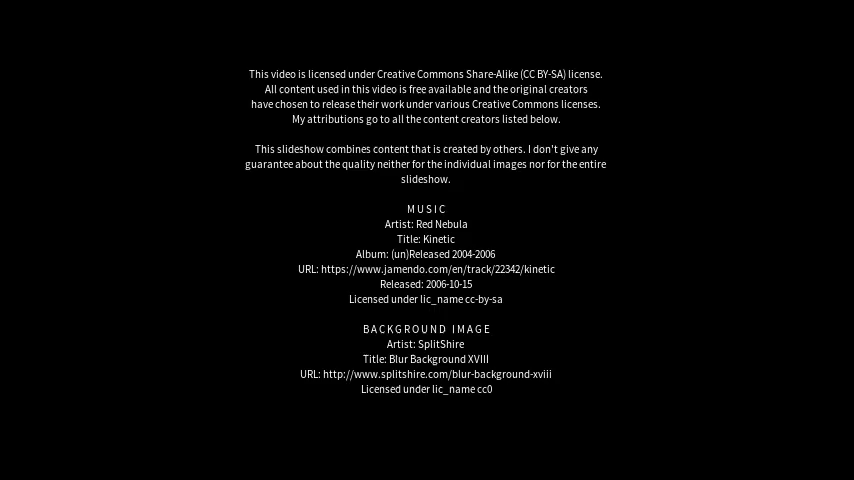 This video is licensed under Creative Commons Share-Alike (CC BY-SA) license.
All content used in this video is free available and the original creators
have chosen to release their work under various Creative Commons licenses.
My attributions go to all the content creators listed below.
This slideshow combines content that is created by others. I don't give any
guarantee about the quality neither for the individual images nor for the entire
slideshow.
MUSIC
Artist: Red Nebula
Title: Kinetic
Album: (un)Released 2004-2006
URL: https://www.jamendo.com/en/track/22342/kinetic
Released: 2006-10-15
Licensed under lic_name cc-by-sa
BACKGROUND IMAGE
Artist: SplitShire
Title: Blur Background XVIII
URL: http://www.splitshire.com/blur-background-xviii
Licensed under lic_name cc0